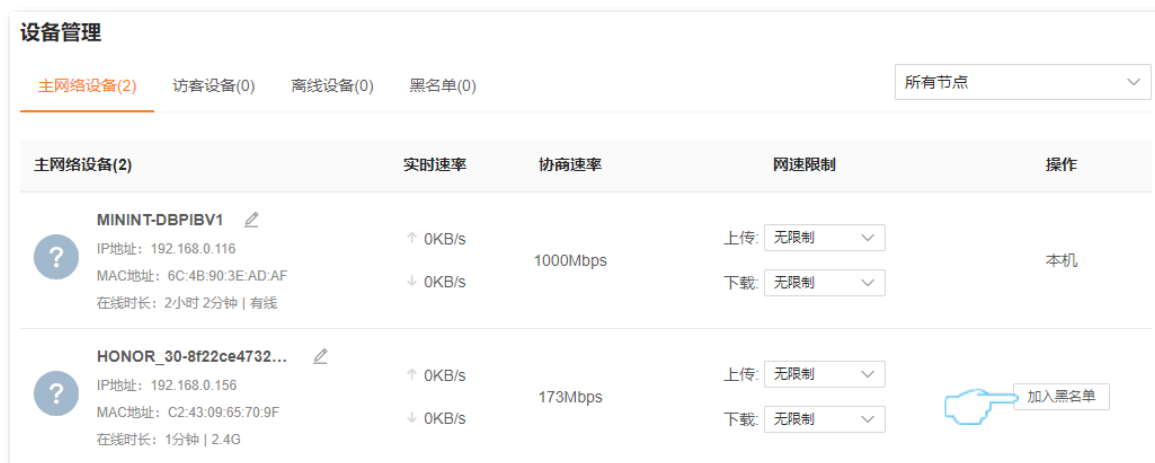 设备管理
主网络设备(2) 访客设备(0) 离线设备(0) 黑名单(0) 所有节点
主网络设备(2) 实时速率 协商速率 网速限制 操作
MININT-DBPIBV1
IP地址：192.168.0.116
MAC地址：6C:4B:90:3E:AD:AF
在线时长：2小时 2分钟 | 有线
↑ 0KB/s
↓ 0KB/s
1000Mbps
上传: 无限制
下载: 无限制
本机
HONOR_30-8f22ce4732...
IP地址：192.168.0.156
MAC地址：C2:43:09:65:70:9F
在线时长：1分钟 | 2.4G
↑ 0KB/s
↓ 0KB/s
173Mbps
上传: 无限制
下载: 无限制
加入黑名单